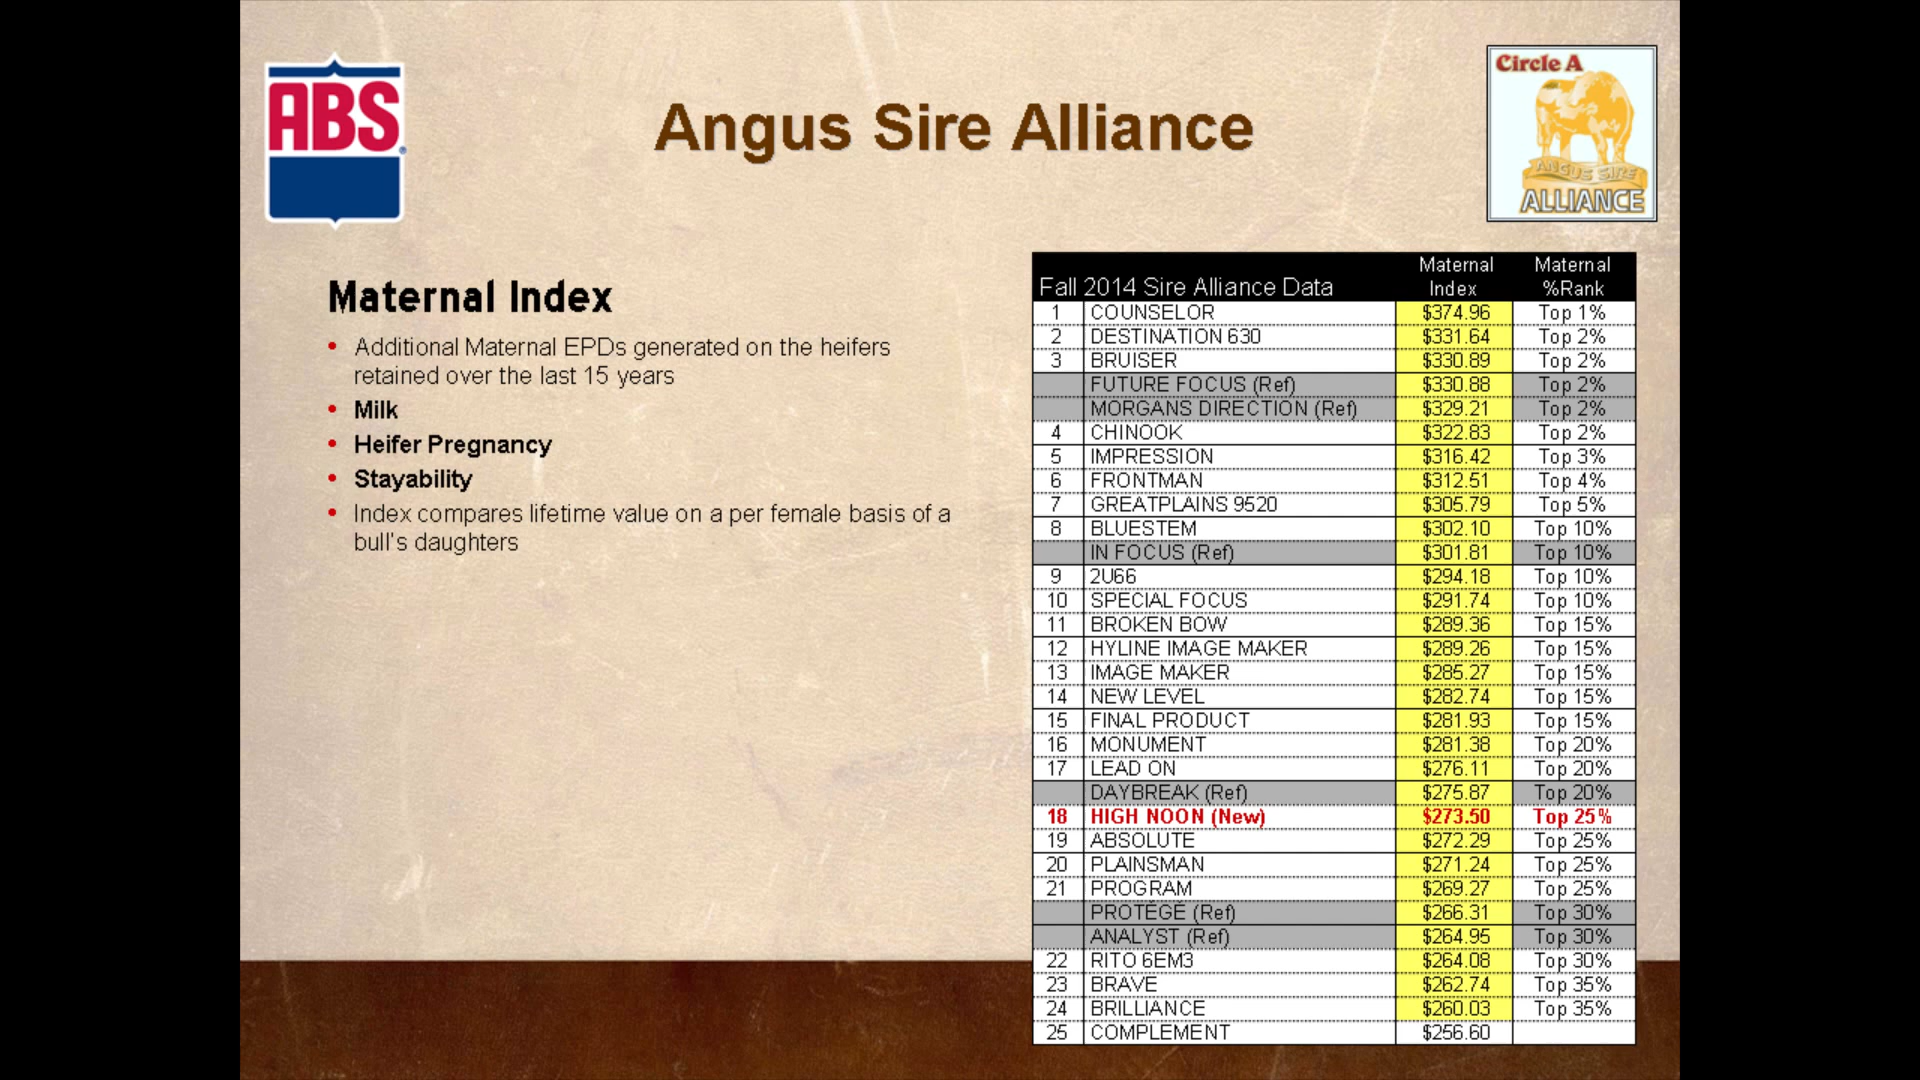 ABS
Angus Sire Alliance
Circle A
ANGUS SIRE
ALLIANCE
Maternal Index
• Additional Maternal EPDs generated on the heifers
retained over the last 15 years
• Milk
• Heifer Pregnancy
• Stayability
• Index compares lifetime value on a per female basis of a
bull's daughters
Fall 2014 Sire Alliance Data Maternal Index Maternal %Rank
1 COUNSELOR $374.96 Top 1%
2 DESTINATION 630 $331.64 Top 2%
3 BRUISER $330.89 Top 2%
FUTURE FOCUS (Ref) $330.88 Top 2%
MORGANS DIRECTION (Ref) $329.21 Top 2%
4 CHINOOK $322.83 Top 2%
5 IMPRESSION $316.42 Top 3%
6 FRONTMAN $312.51 Top 4%
7 GREATPLAINS 9520 $305.79 Top 5%
8 BLUESTEM $302.10 Top 10%
IN FOCUS (Ref) $301.81 Top 10%
9 2U66 $294.18 Top 10%
10 SPECIAL FOCUS $291.74 Top 10%
11 BROKEN BOW $289.36 Top 15%
12 HYLINE IMAGE MAKER $289.26 Top 15%
13 IMAGE MAKER $285.27 Top 15%
14 NEW LEVEL $282.74 Top 15%
15 FINAL PRODUCT $281.93 Top 15%
16 MONUMENT $281.38 Top 20%
17 LEAD ON $276.11 Top 20%
DAYBREAK (Ref) $275.87 Top 20%
18 HIGH NOON (New) $273.50 Top 25%
19 ABSOLUTE $272.29 Top 25%
20 PLAINSMAN $271.24 Top 25%
21 PROGRAM $269.27 Top 25%
PROTÉGÉ (Ref) $266.31 Top 30%
ANALYST (Ref) $264.95 Top 30%
22 RITO 6EM3 $264.08 Top 30%
23 BRAVE $262.74 Top 35%
24 BRILLIANCE $260.03 Top 35%
25 COMPLEMENT $256.60